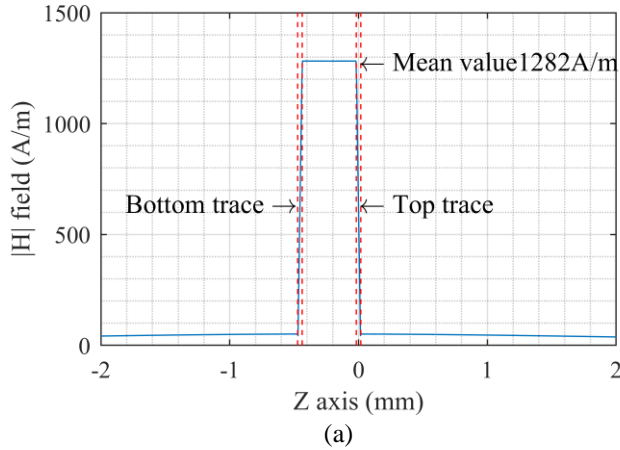 1500
1000
500
0
|H| field (A/m)
Mean value1282A/m
Bottom trace
Top trace
-2
-1
0
1
2
Z axis (mm)
(a)